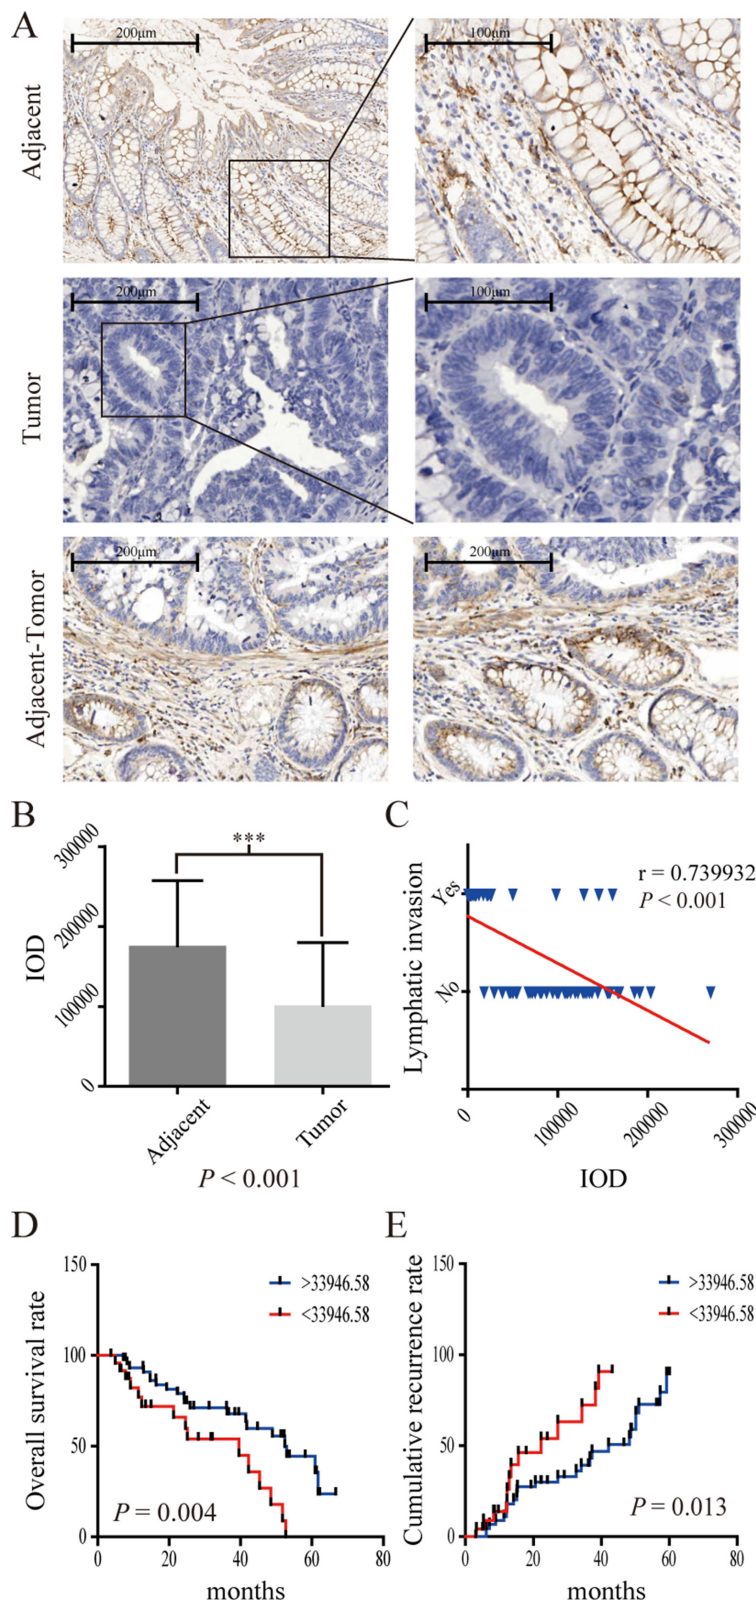 A
Adjacent
200μm
100μm
Tumor
200μm
100μm
Adjacent-Tomor
200μm
200μm
B
IOD
300000
200000
100000
0
***
Adjacent
Tumor
P < 0.001
C
Lymphatic invasion
Yes
No
r = 0.739932
P < 0.001
0
100000
200000
300000
IOD
D
Overall survival rate
150
100
50
0
>33946.58
<33946.58
P = 0.004
0
20
40
60
80
months
E
Cumulative recurrence rate
150
100
50
0
>33946.58
<33946.58
P = 0.013
0
20
40
60
80
months